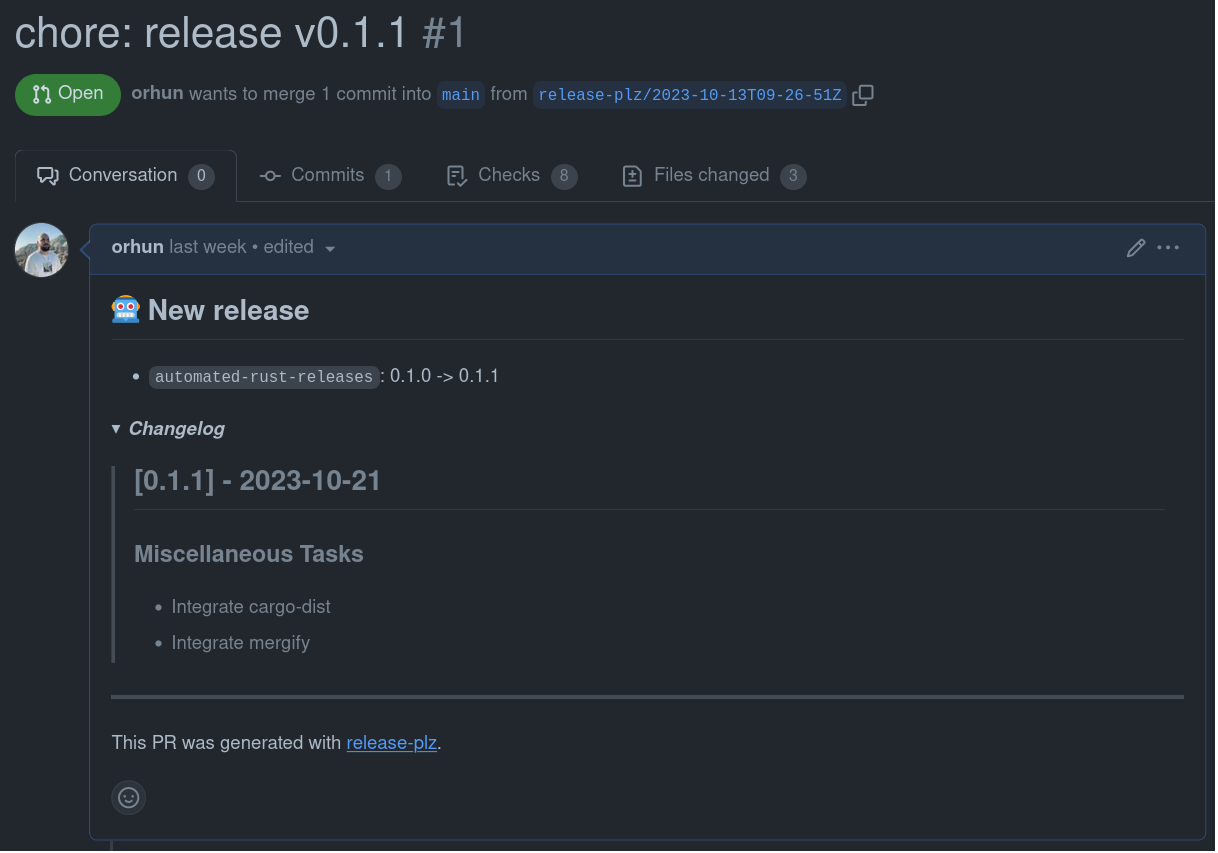 chore: release v0.1.1 #1
Open orhun wants to merge 1 commit into main from release-plz/2023-10-13T09-26-51Z
Conversation 0 Commits 1 Checks 8 Files changed 3
orhun last week • edited
New release
• automated-rust-releases: 0.1.0 -> 0.1.1
Changelog
[0.1.1] - 2023-10-21
Miscellaneous Tasks
• Integrate cargo-dist
• Integrate mergify
This PR was generated with release-plz.